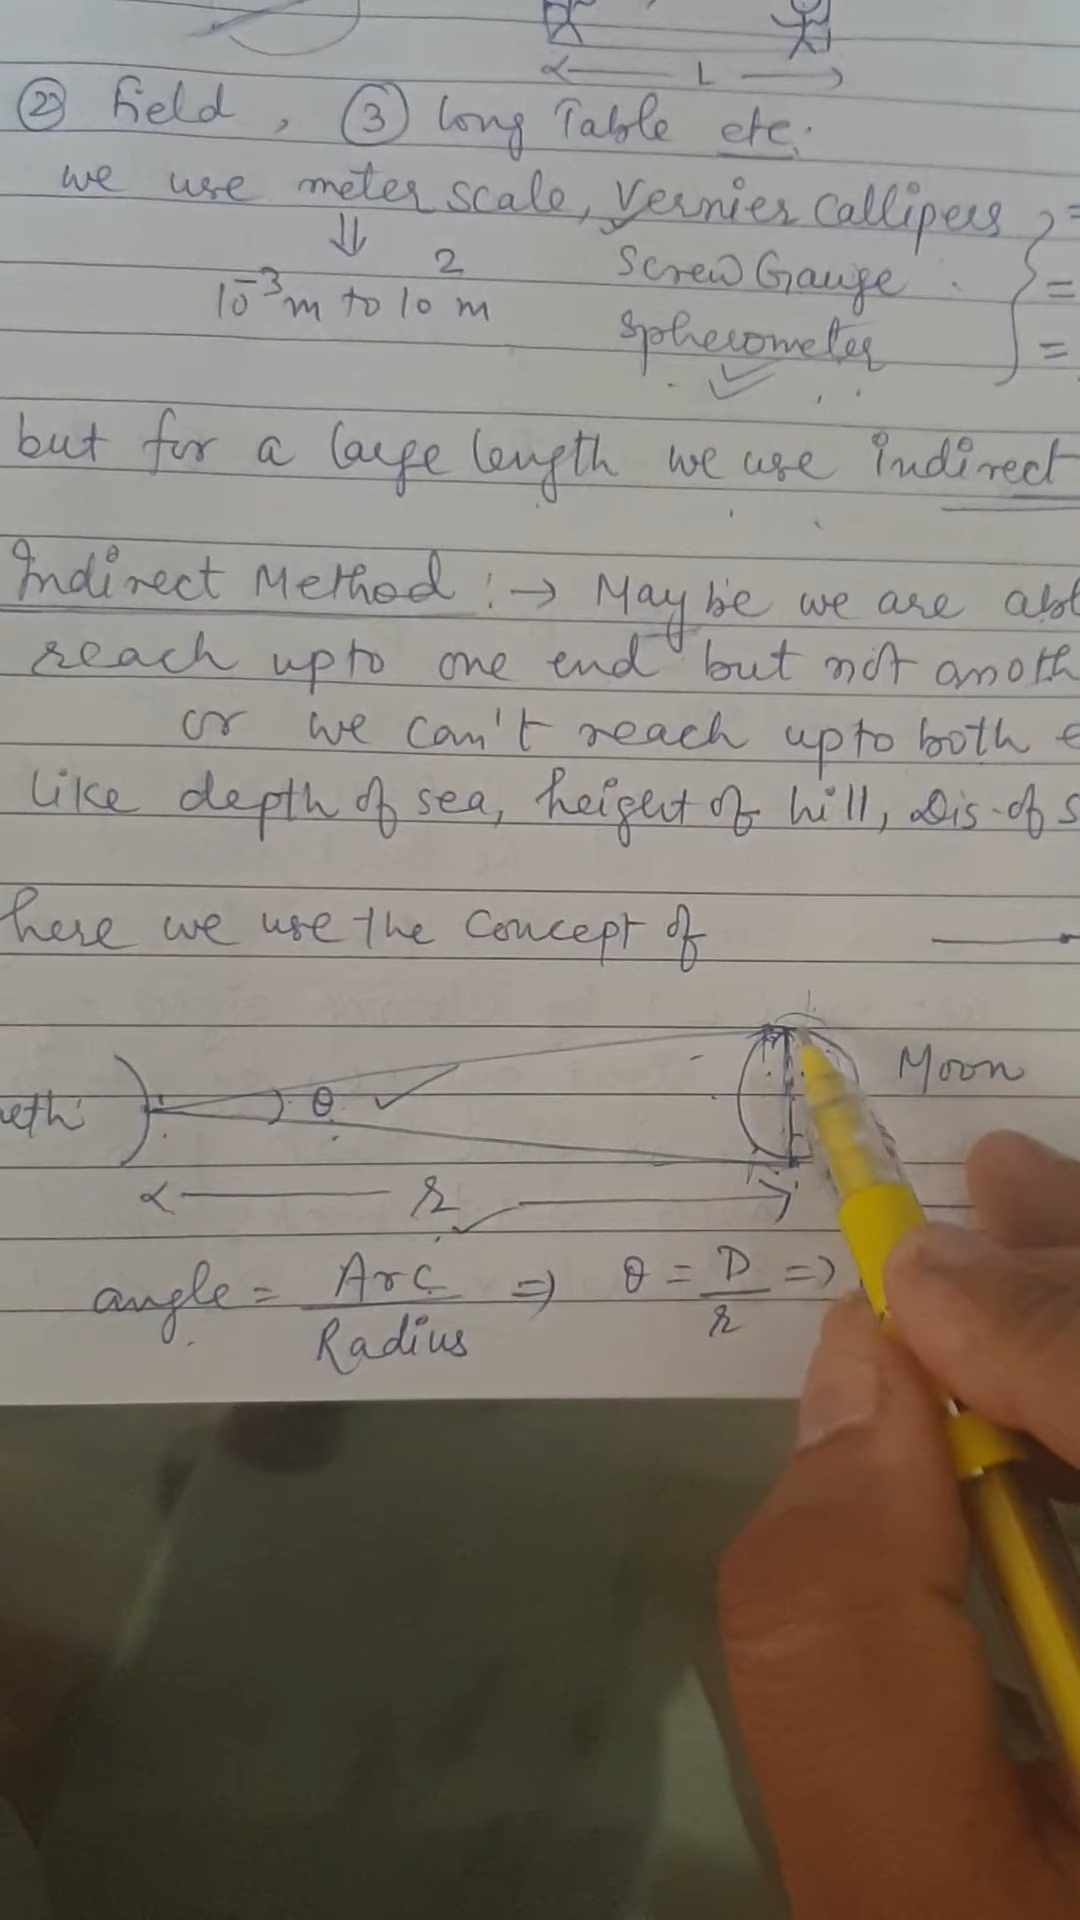 L
② field, ③ long Table etc.
we use meter scale, Vernier Callipers
⇓ Screw Gauge
10⁻³m to 10² m
Spherometer
but for a large length we use indirect
Indirect Method :→ May be we are
reach upto one end but not
or we can't reach upto both
like depth of sea, height of hill, Dis. of
here we use the concept of
Moon
θ
r
angle = Arc / Radius ⇒ θ = D / r ⇒